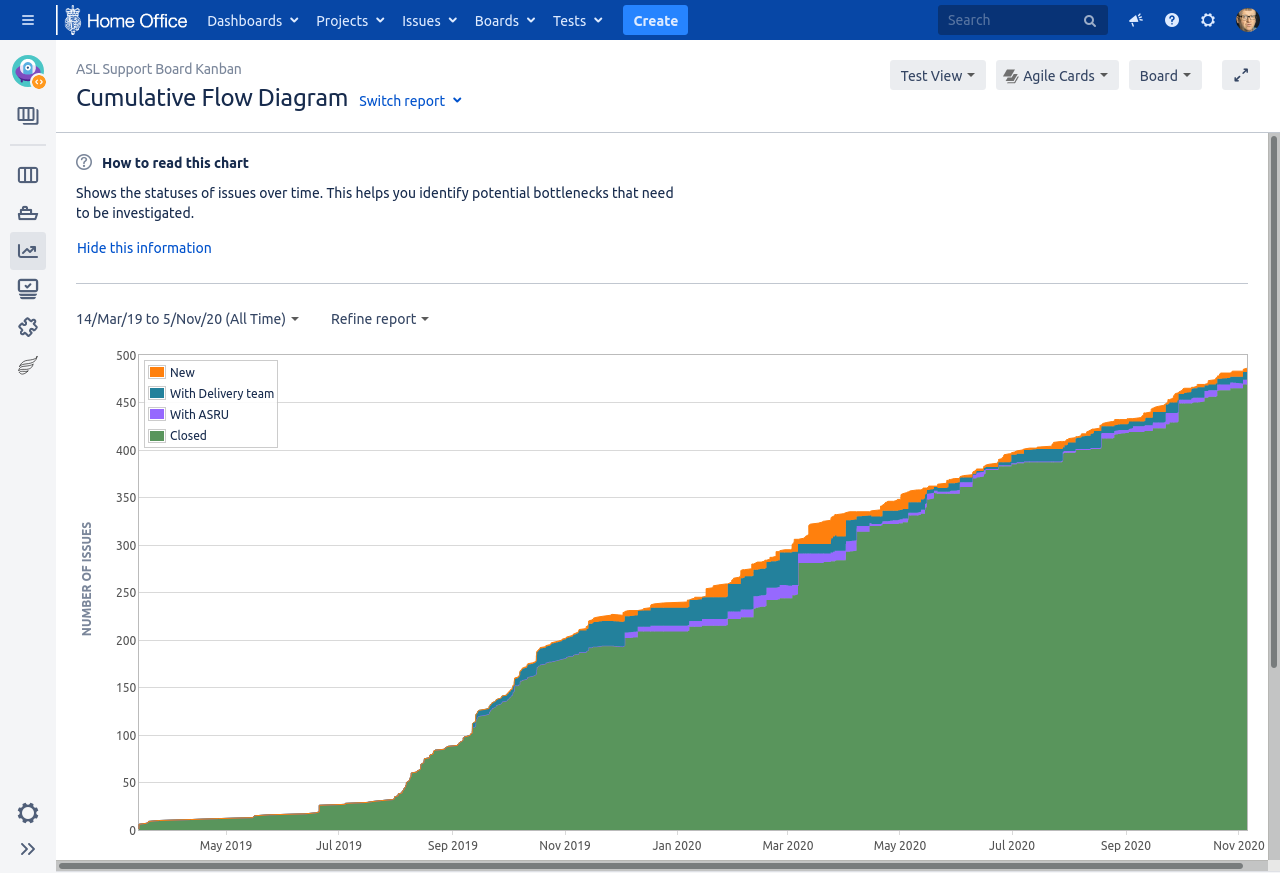 Home Office Dashboards Projects Issues Boards Tests Create Search
ASL Support Board Kanban
Cumulative Flow Diagram Switch report
Test View Agile Cards Board
How to read this chart
Shows the statuses of issues over time. This helps you identify potential bottlenecks that need
to be investigated.
Hide this information
14/Mar/19 to 5/Nov/20 (All Time) Refine report
New
With Delivery team
With ASRU
Closed
NUMBER OF ISSUES
500
450
400
350
300
250
200
150
100
50
0
May 2019 Jul 2019 Sep 2019 Nov 2019 Jan 2020 Mar 2020 May 2020 Jul 2020 Sep 2020 Nov 2020